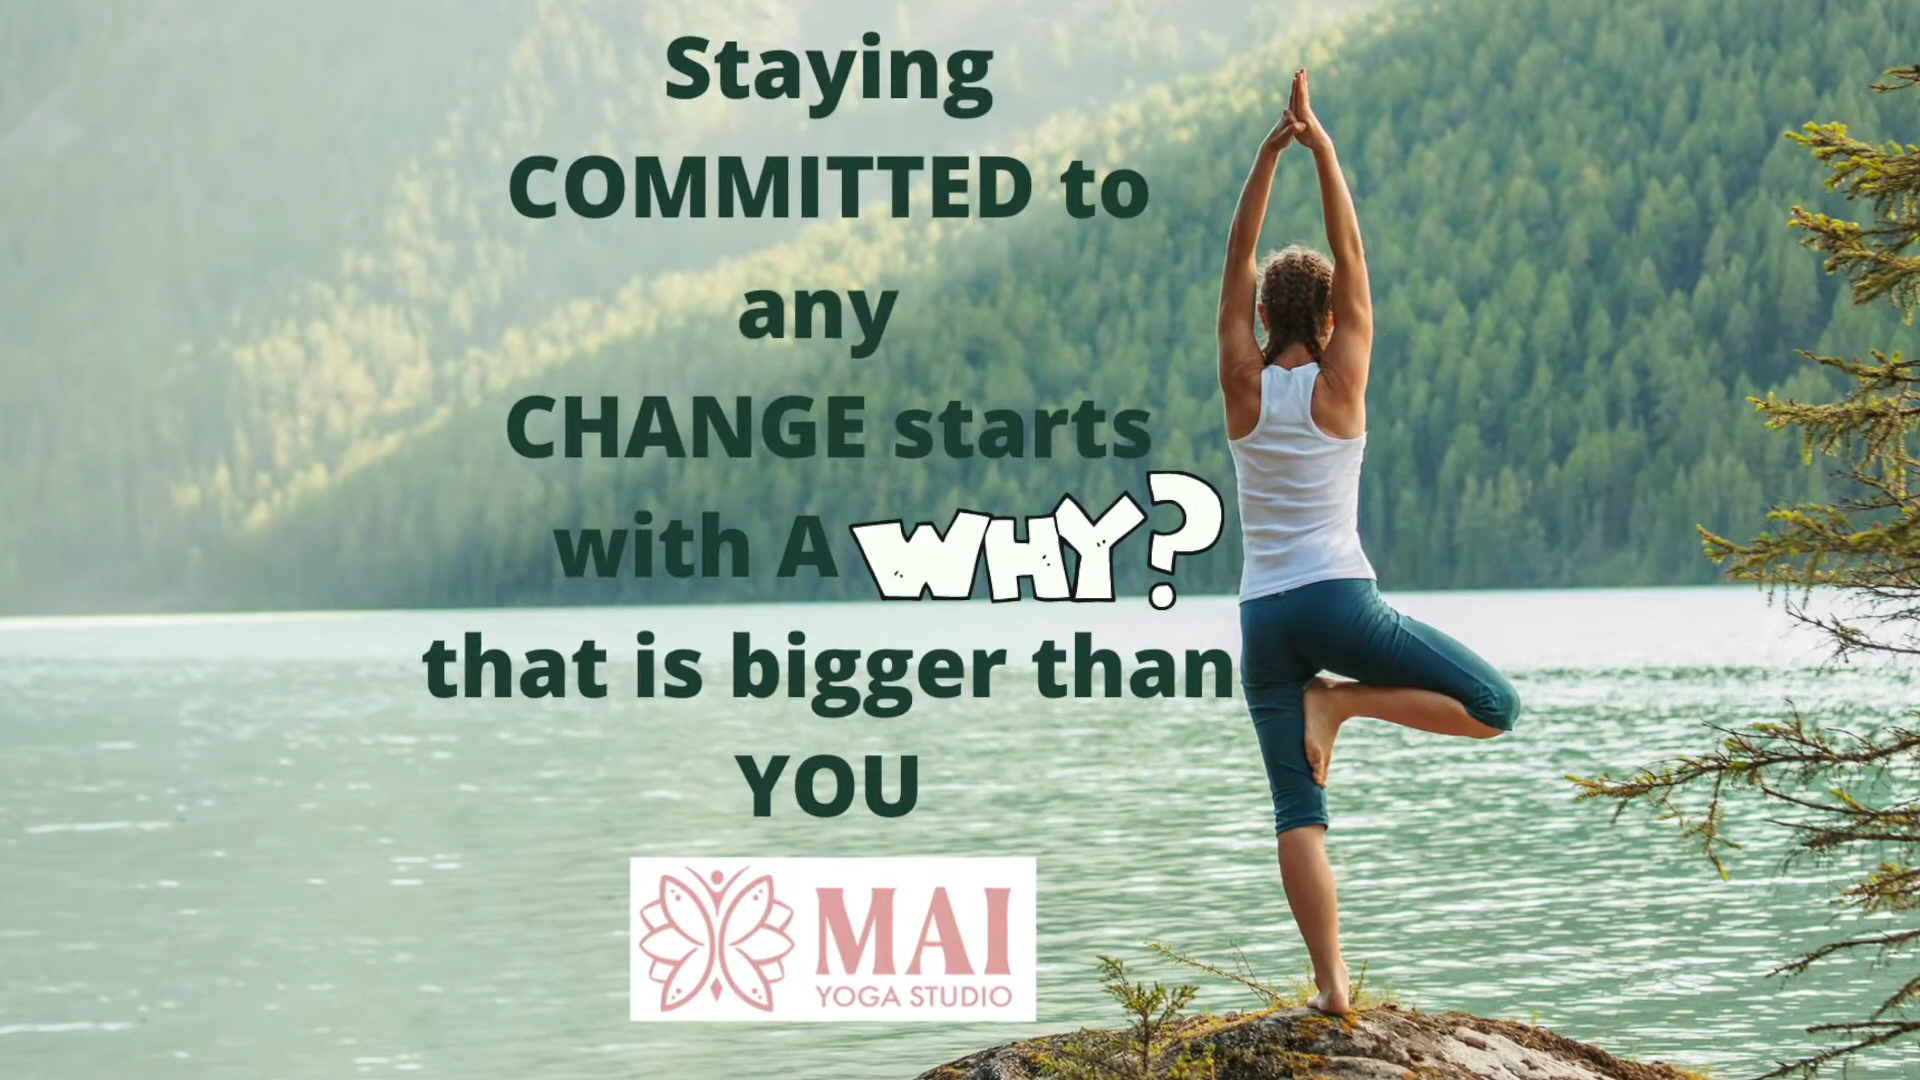 Staying
COMMITTED to
any
CHANGE starts
with A WHY?
that is bigger than
YOU
MAI
YOGA STUDIO